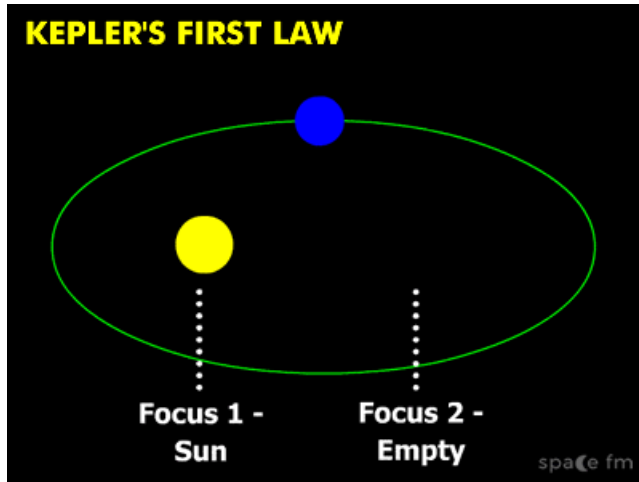 KEPLER'S FIRST LAW
Focus 1 -
Sun
Focus 2 -
Empty
space fm